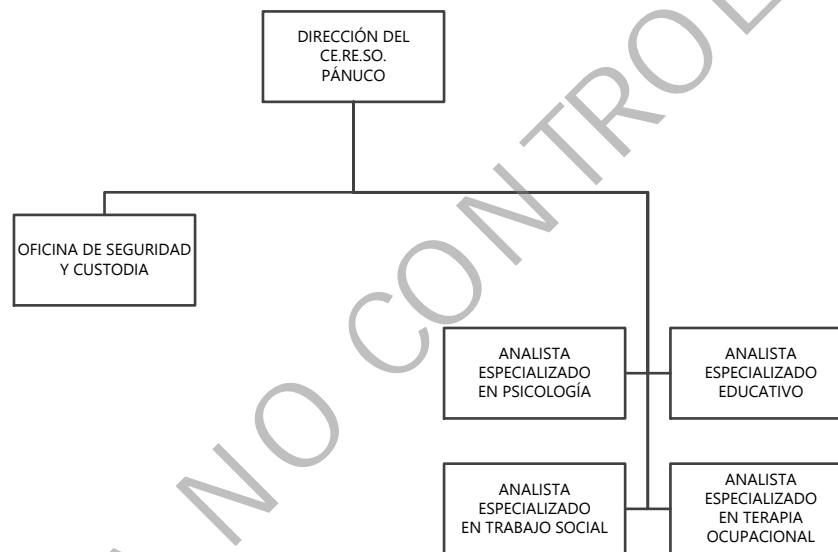 DIRECCIÓN DEL
CE.RE.SO.
PÁNUCO
OFICINA DE SEGURIDAD
Y CUSTODIA
ANALISTA
ESPECIALIZADO
EN PSICOLOGÍA
ANALISTA
ESPECIALIZADO
EDUCATIVO
ANALISTA
ESPECIALIZADO
EN TRABAJO SOCIAL
ANALISTA
ESPECIALIZADO
EN TERAPIA
OCUPACIONAL
NO CONTROL